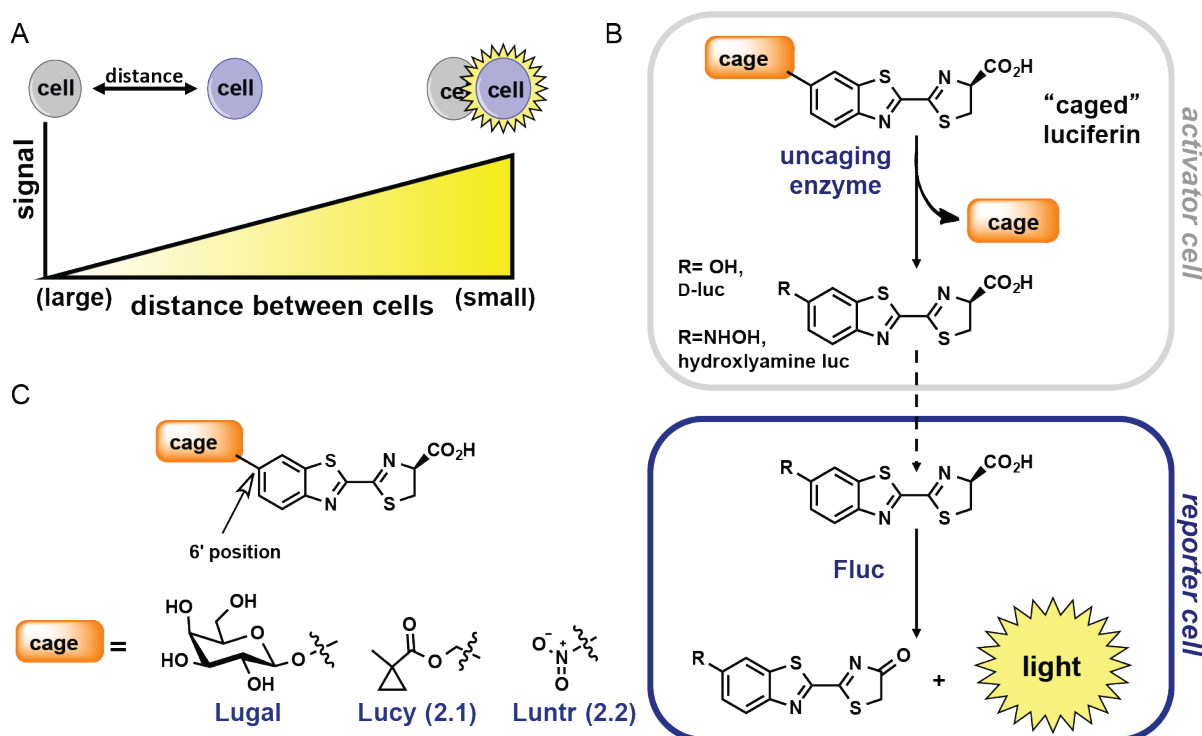 A
cell
distance
cell
ce
cell
signal
(large)
distance between cells
(small)
B
cage
S
N
N
S
CO2H
"caged"
luciferin
uncaging
enzyme
cage
R= OH,
D-luc
R=NHOH,
hydroxlyamine luc
R
S
N
N
S
CO2H
activator cell
R
S
N
N
S
CO2H
Fluc
R
S
N
N
S
O
+
light
reporter cell
C
cage
S
N
N
S
CO2H
6' position
cage
=
HO
OH
O
HO
OH
O
Lugal
O
O
Lucy (2.1)
O-
N+
O
Luntr (2.2)